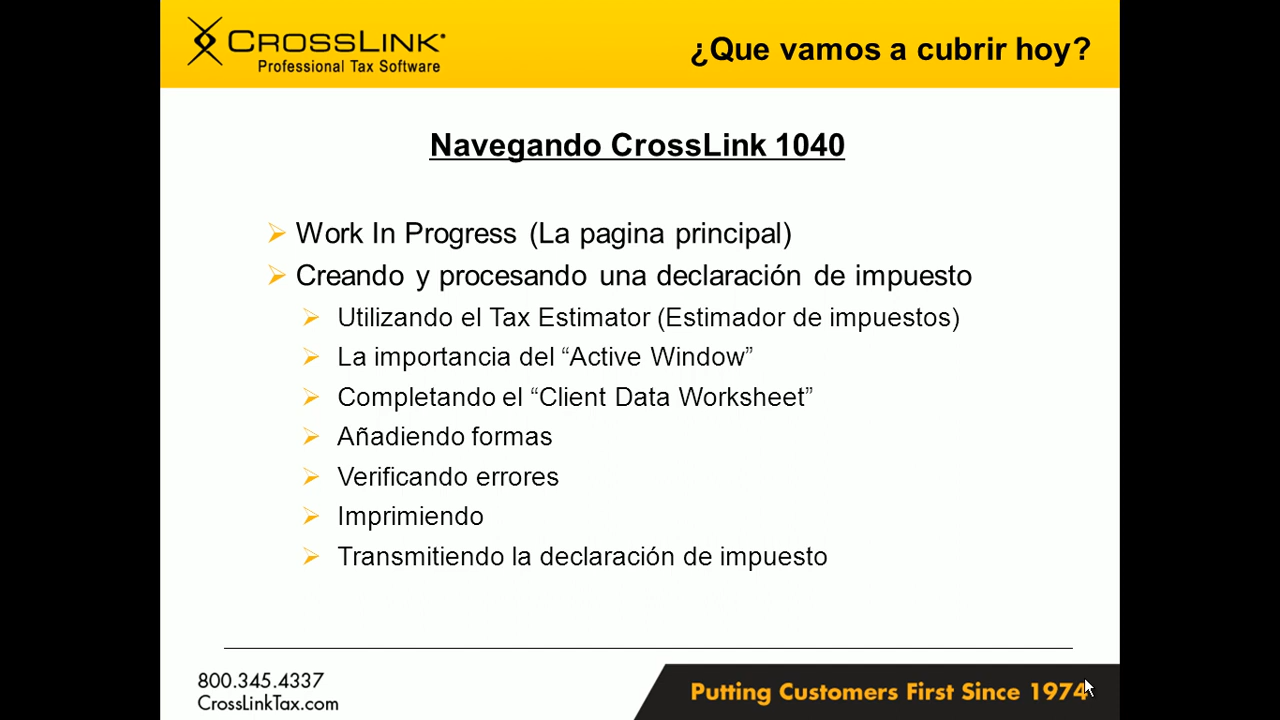 CROSSLINK
Professional Tax Software
¿Que vamos a cubrir hoy?
Navegando CrossLink 1040
Work In Progress (La pagina principal)
Creando y procesando una declaración de impuesto
Utilizando el Tax Estimator (Estimador de impuestos)
La importancia del “Active Window”
Completando el “Client Data Worksheet”
Añadiendo formas
Verificando errores
Imprimiendo
Transmitiendo la declaración de impuesto
800.345.4337
CrossLinkTax.com
Putting Customers First Since 1974